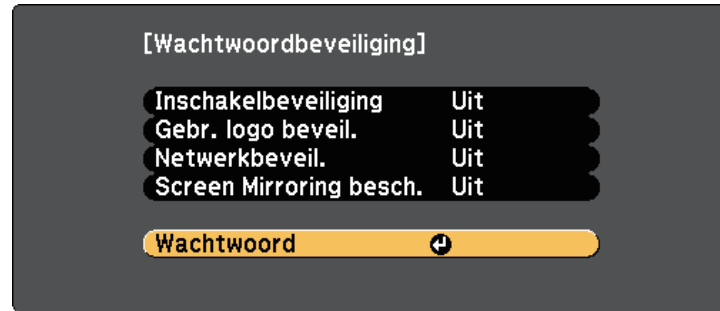 [Wachtwoordbeveiliging]
Inschakelbeveiliging Uit
Gebr. logo beveil. Uit
Netwerkbeveil. Uit
Screen Mirroring besch. Uit
Wachtwoord